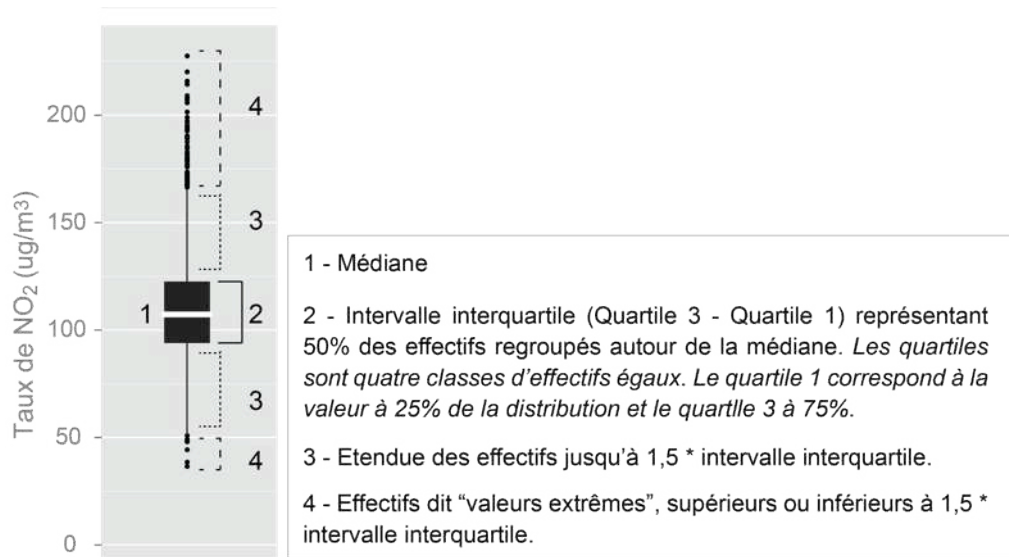 Taux de NO₂ (ug/m³)
200
150
100
50
0
4
3
1
2
3
4
1 - Médiane
2 - Intervalle interquartile (Quartile 3 - Quartile 1) représentant
50% des effectifs regroupés autour de la médiane. Les quartiles
sont quatre classes d'effectifs égaux. Le quartile 1 correspond à la
valeur à 25% de la distribution et le quartlle 3 à 75%.
3 - Etendue des effectifs jusqu'à 1,5 * intervalle interquartile.
4 - Effectifs dit “valeurs extrêmes”, supérieurs ou inférieurs à 1,5 *
intervalle interquartile.